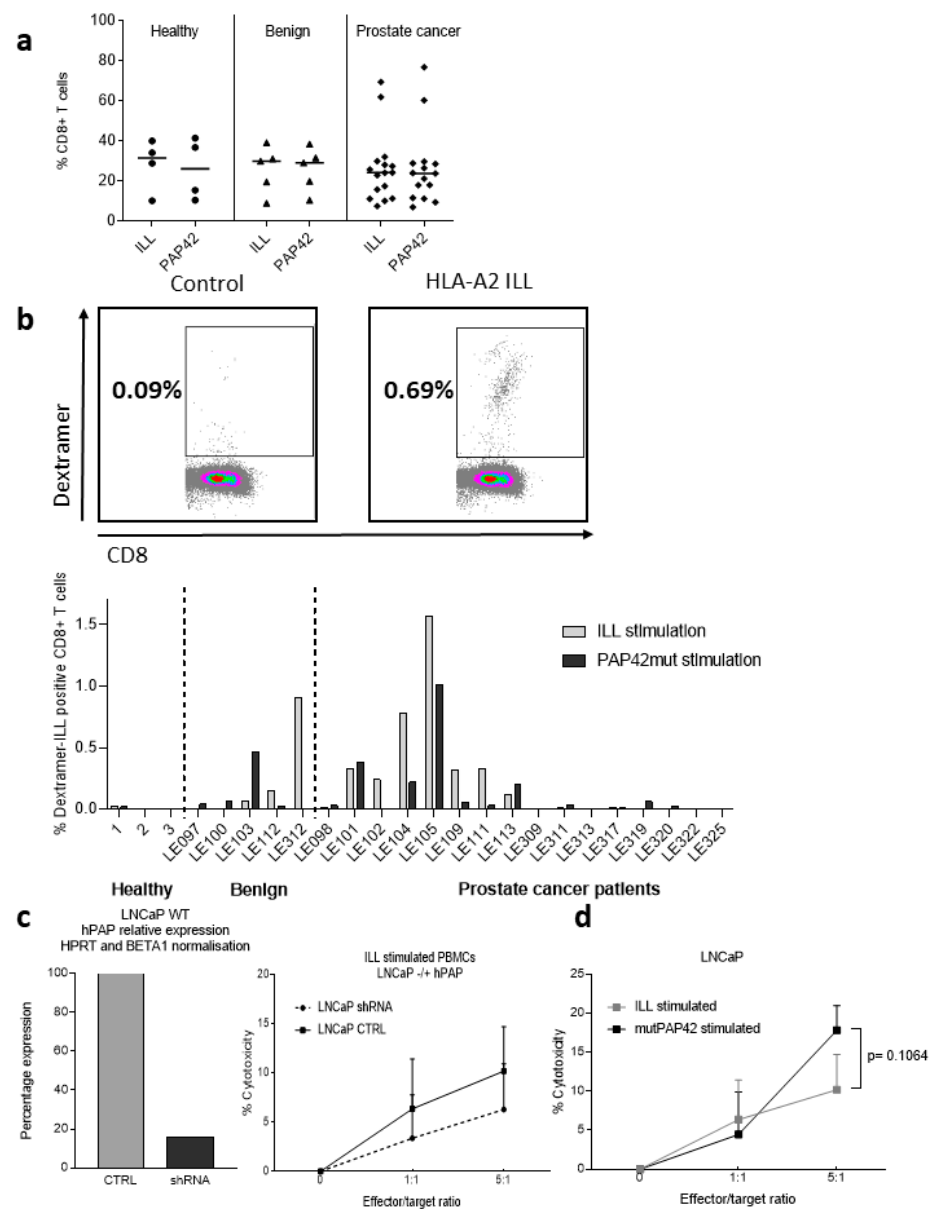 a
Healthy
Benign
Prostate cancer
% CD8+ T cells
100
80
60
40
20
0
ILL
PAP42
ILL
PAP42
ILL
PAP42
b
Control
HLA-A2 ILL
0.09%
0.69%
Dextramer
CD8
% Dextramer-ILL positive CD8+ T cells
1.5
1.0
0.5
0.0
ILL stimulation
PAP42mut stimulation
1
2
3
LE097
LE100
LE103
LE112
LE312
LE098
LE101
LE102
LE104
LE105
LE109
LE111
LE113
LE309
LE311
LE313
LE317
LE319
LE320
LE322
LE325
Healthy
Benign
Prostate cancer patients
c
LNCaP WT
hPAP relative expression
HPRT and BETA1 normalisation
Percentage expression
100
80
60
40
20
0
CTRL
shRNA
ILL stimulated PBMCs
LNCaP -/+ hPAP
% Cytotoxicity
20
15
10
5
0
LNCaP shRNA
LNCaP CTRL
0
1:1
5:1
Effector/target ratio
d
LNCaP
% Cytotoxicity
25
20
15
10
5
0
ILL stimulated
mutPAP42 stimulated
p= 0.1064
0
1:1
5:1
Effector/target ratio